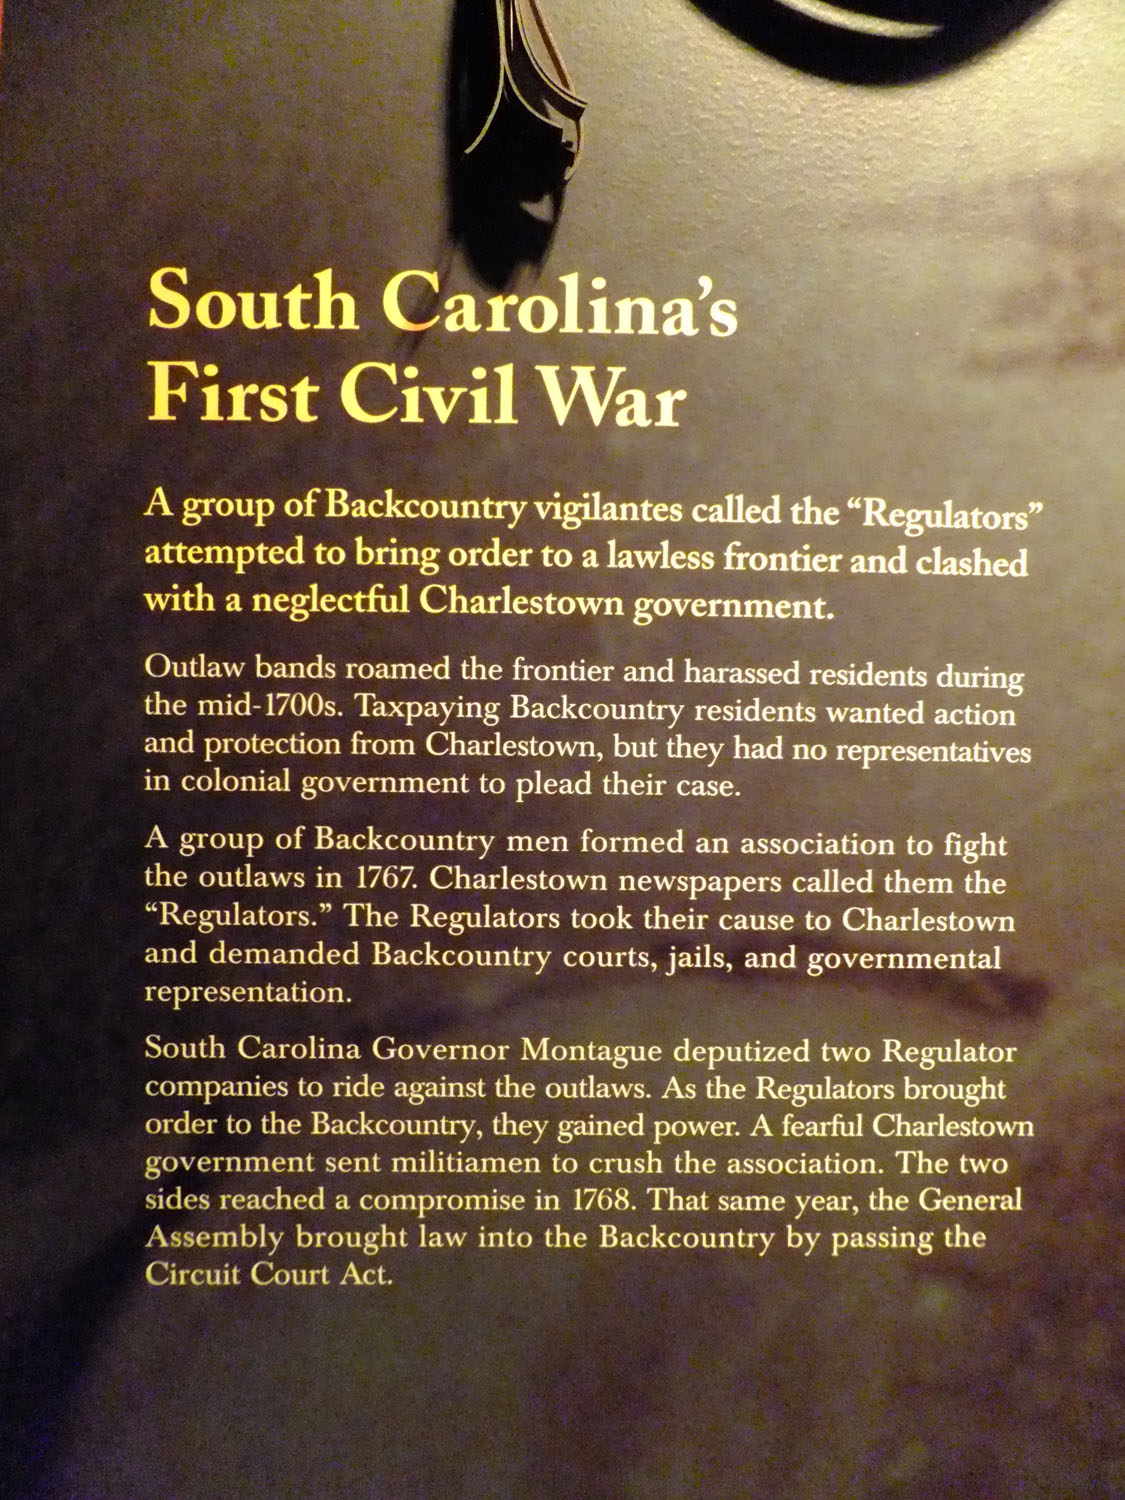 South Carolina's
First Civil War
A group of Backcountry vigilantes called the “Regulators”
attempted to bring order to a lawless frontier and clashed
with a neglectful Charlestown government.
Outlaw bands roamed the frontier and harassed residents during
the mid-1700s. Taxpaying Backcountry residents wanted action
and protection from Charlestown, but they had no representatives
in colonial government to plead their case.
A group of Backcountry men formed an association to fight
the outlaws in 1767. Charlestown newspapers called them the
“Regulators.” The Regulators took their cause to Charlestown
and demanded Backcountry courts, jails, and governmental
representation.
South Carolina Governor Montague deputized two Regulator
companies to ride against the outlaws. As the Regulators brought
order to the Backcountry, they gained power. A fearful Charlestown
government sent militiamen to crush the association. The two
sides reached a compromise in 1768. That same year, the General
Assembly brought law into the Backcountry by passing the
Circuit Court Act.